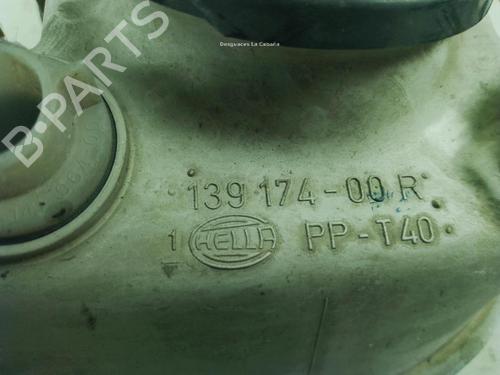 Desguaces La Cabaña
B-PARTS
139 174-00 R
1 HELLA PP-T40